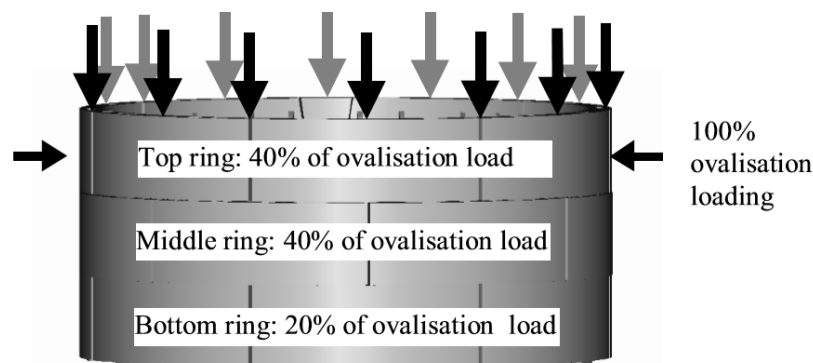 Top ring: 40% of ovalisation load
100%
ovalisation
loading
Middle ring: 40% of ovalisation load
Bottom ring: 20% of ovalisation load